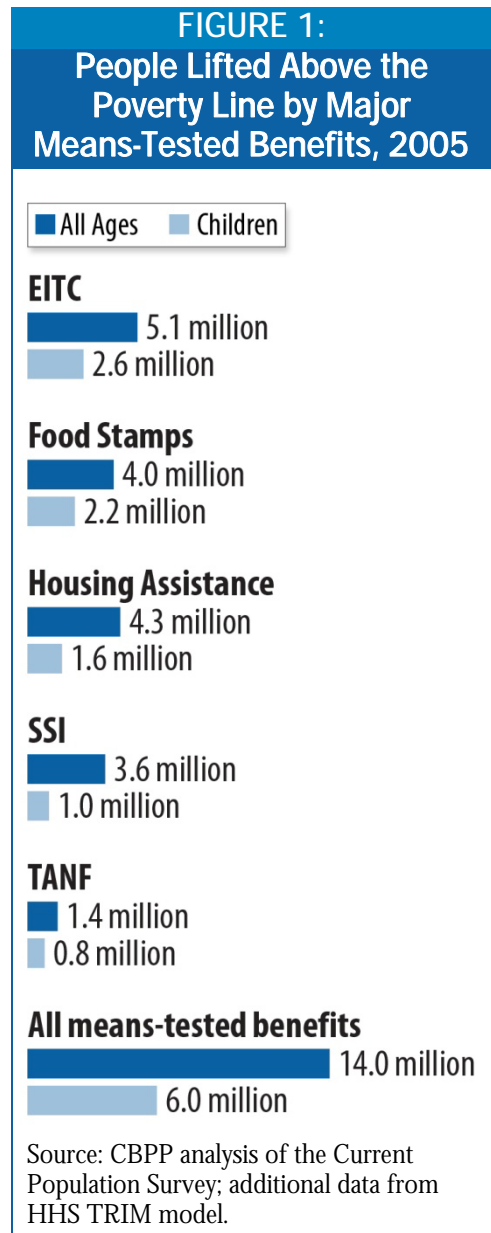 FIGURE 1:
People Lifted Above the
Poverty Line by Major
Means-Tested Benefits, 2005
All Ages Children
EITC
5.1 million
2.6 million
Food Stamps
4.0 million
2.2 million
Housing Assistance
4.3 million
1.6 million
SSI
3.6 million
1.0 million
TANF
1.4 million
0.8 million
All means-tested benefits
14.0 million
6.0 million
Source: CBPP analysis of the Current
Population Survey; additional data from
HHS TRIM model.